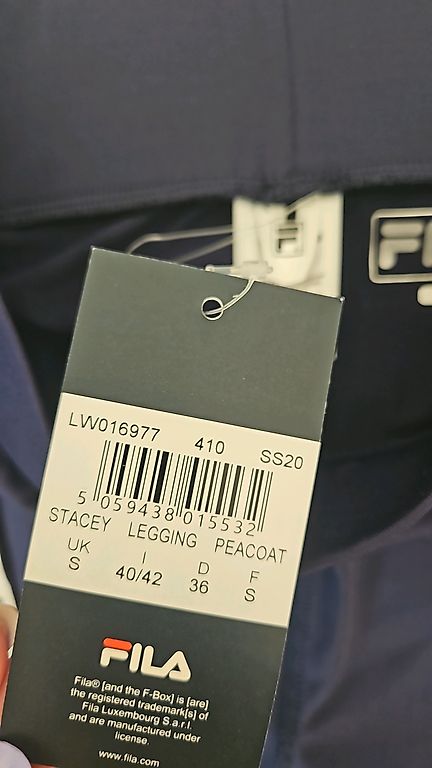 LW016977 410 SS20
5 059438 015532
STACEY LEGGING PEACOAT
UK I D F
S 40/42 36 S
FILA
Fila® [and the F-Box] is [are]
the registered trademark[s] of
Fila Luxembourg S.a.r.l.
and are manufactured under
license.
www.fila.com